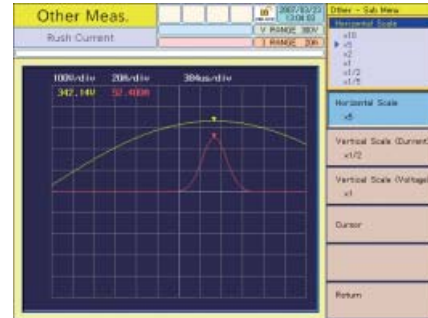 Other Meas.
Rush Current
2007/03/23
13:04:02
V RANGE 300V
I RANGE 20A
100V/div 20A/div 384us/div
342.14V 52.400A
Other - Sub Menu
Horizontal Scale
x10
x5
x2
x1
x1/2
x1/5
Horizontal Scale
x5
Vertical Scale (Current)
x1/2
Vertical Scale (Voltage)
x1
Cursor
Return